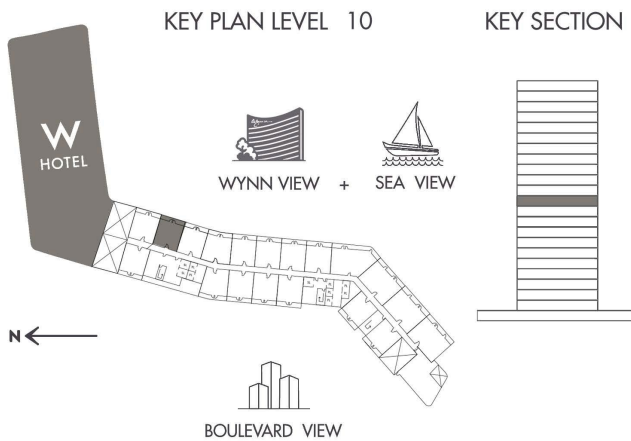 KEY PLAN LEVEL 10
KEY SECTION
W
HOTEL
WYNN VIEW + SEA VIEW
N
BOULEVARD VIEW